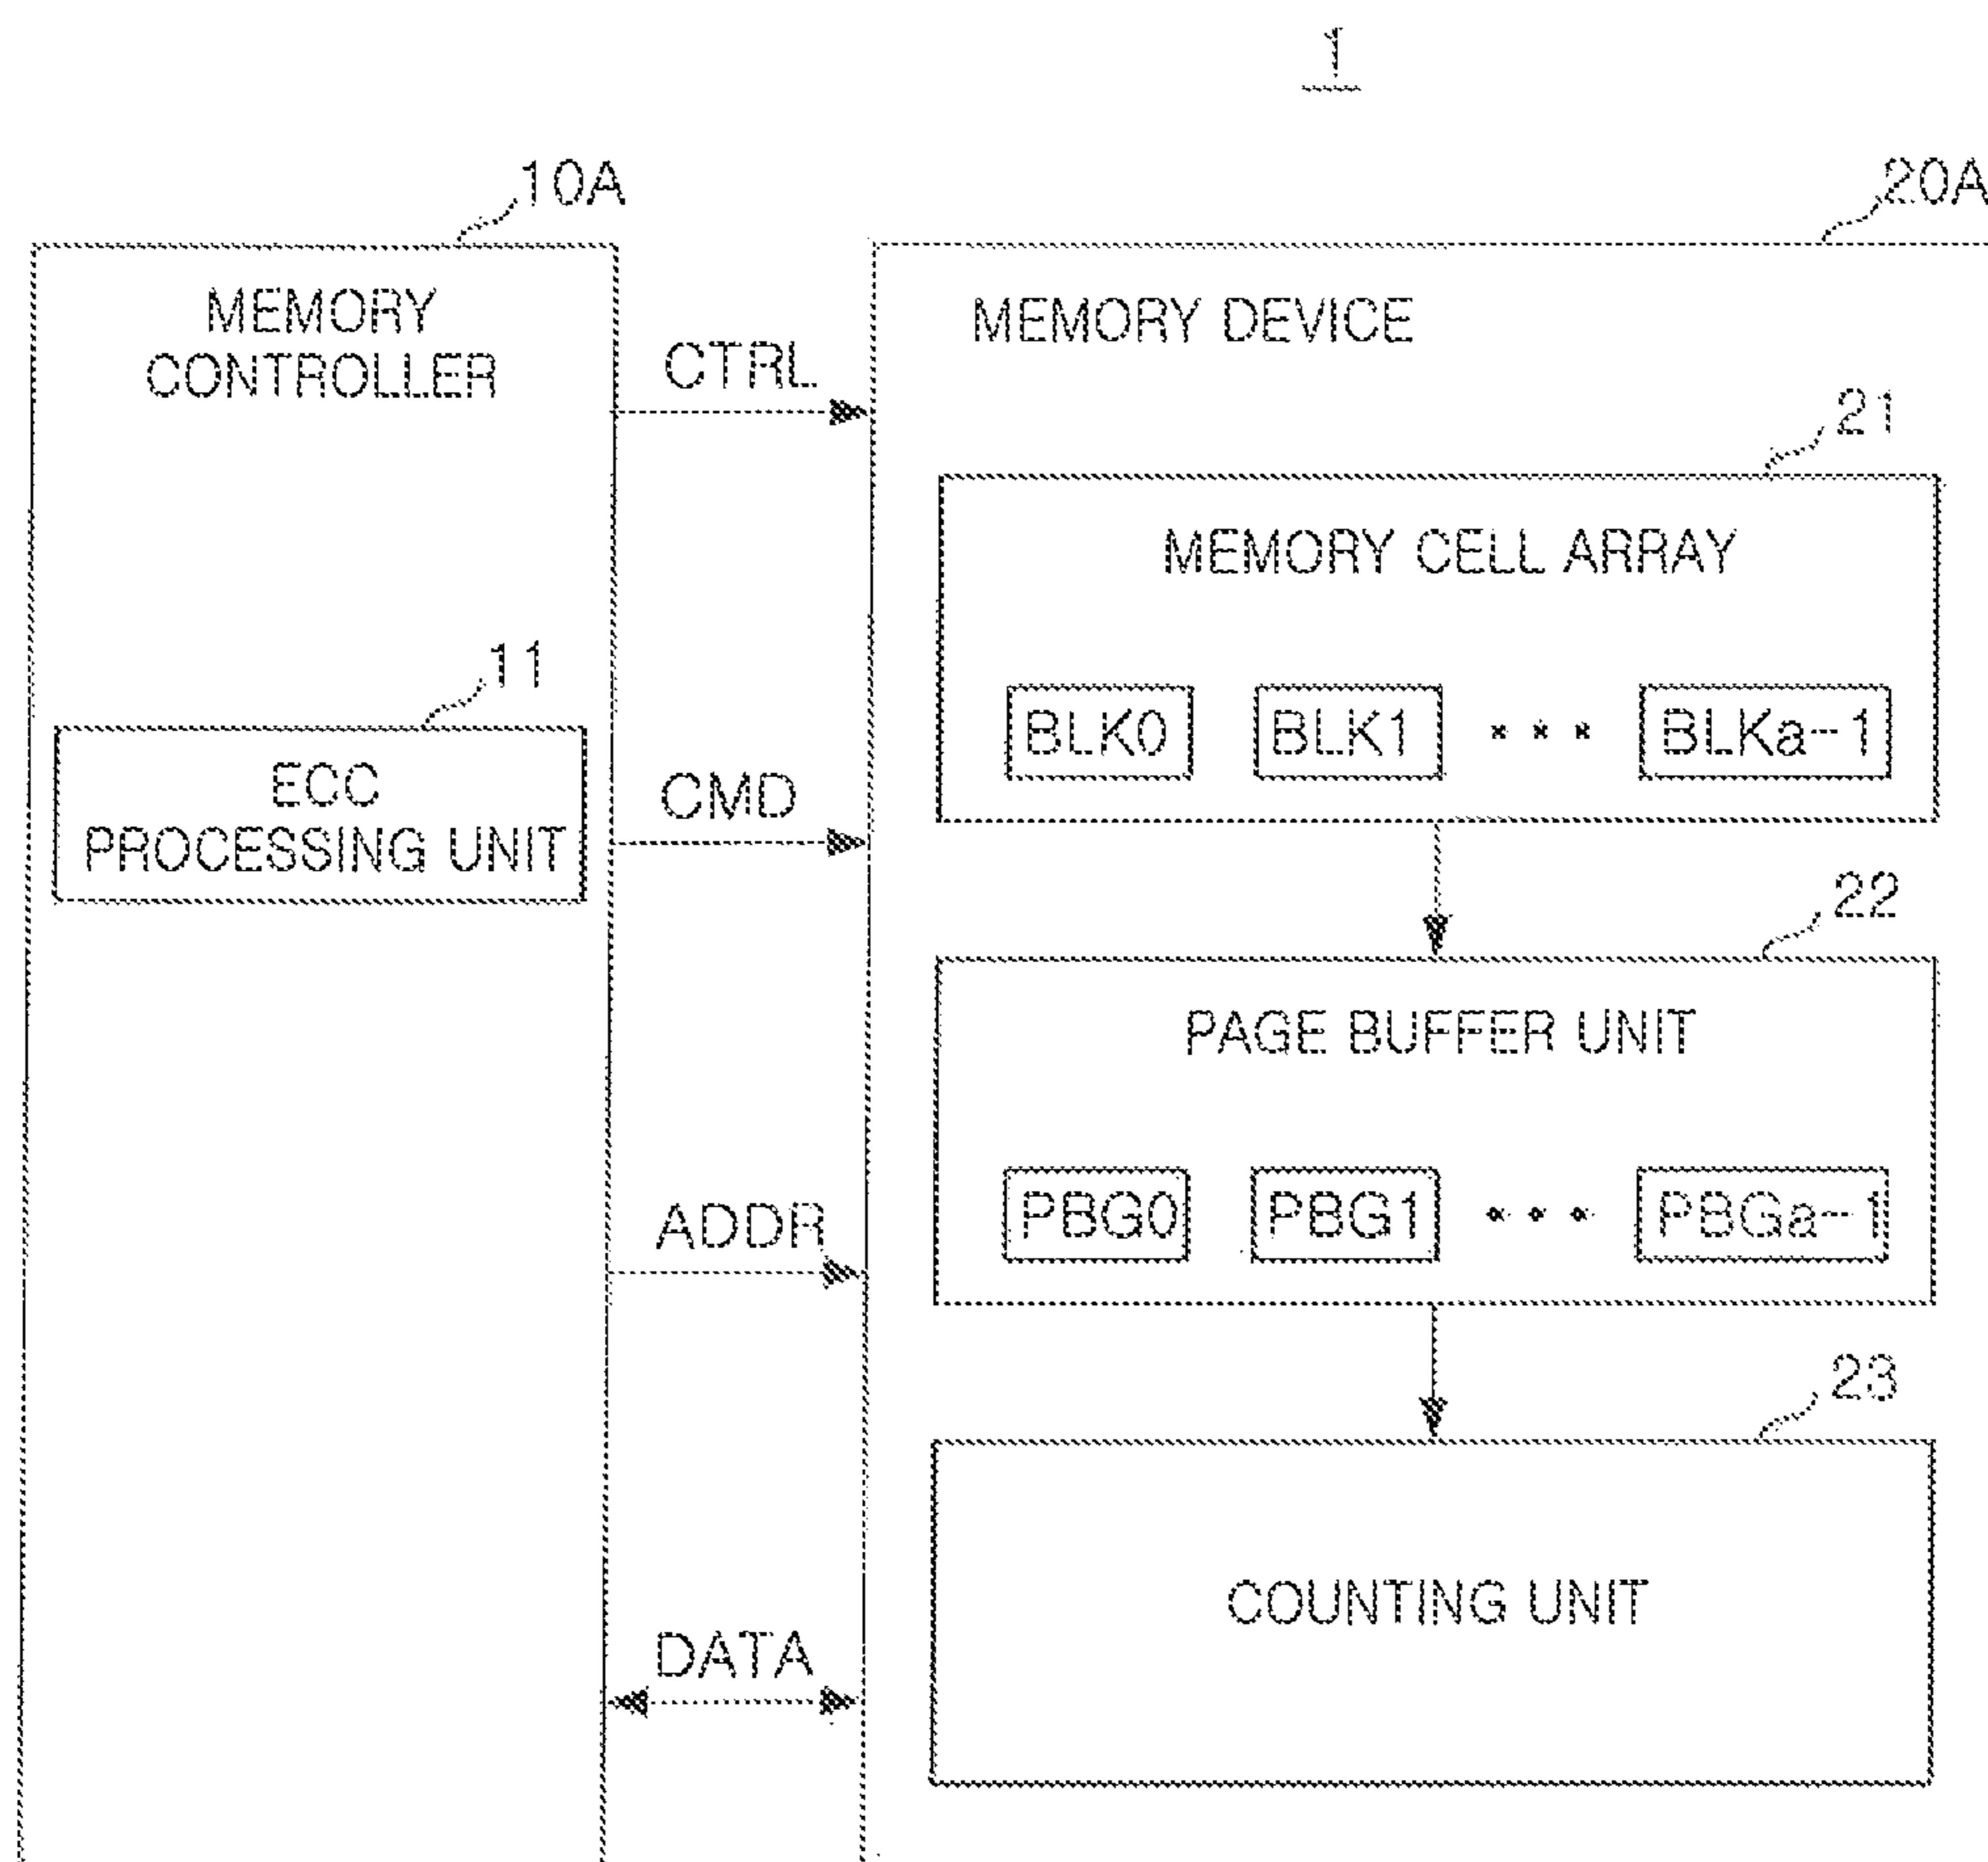 1
10A
20A
MEMORY
CONTROLLER
MEMORY DEVICE
CTRL
21
MEMORY CELL ARRAY
BLK0 BLK1 ••• BLKa-1
11
ECC
PROCESSING UNIT
CMD
22
PAGE BUFFER UNIT
PBG0 PBG1 ••• PBGa-1
ADDR
23
COUNTING UNIT
DATA